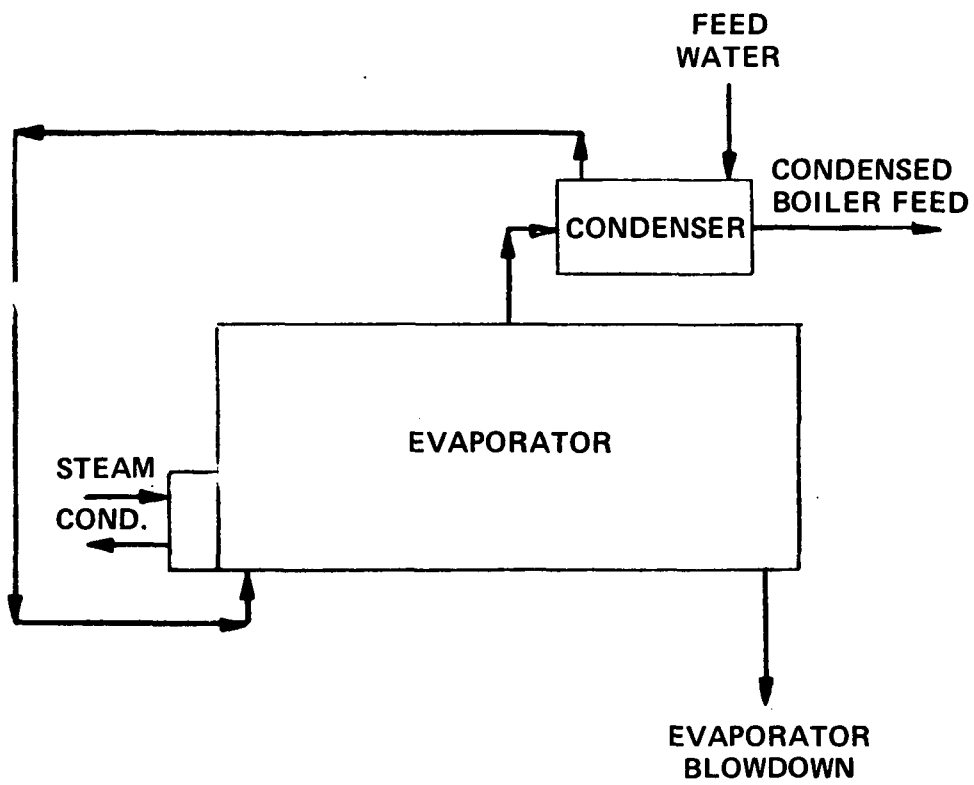 FEED
WATER
CONDENSED
BOILER FEED
CONDENSER
EVAPORATOR
STEAM
COND.
EVAPORATOR
BLOWDOWN